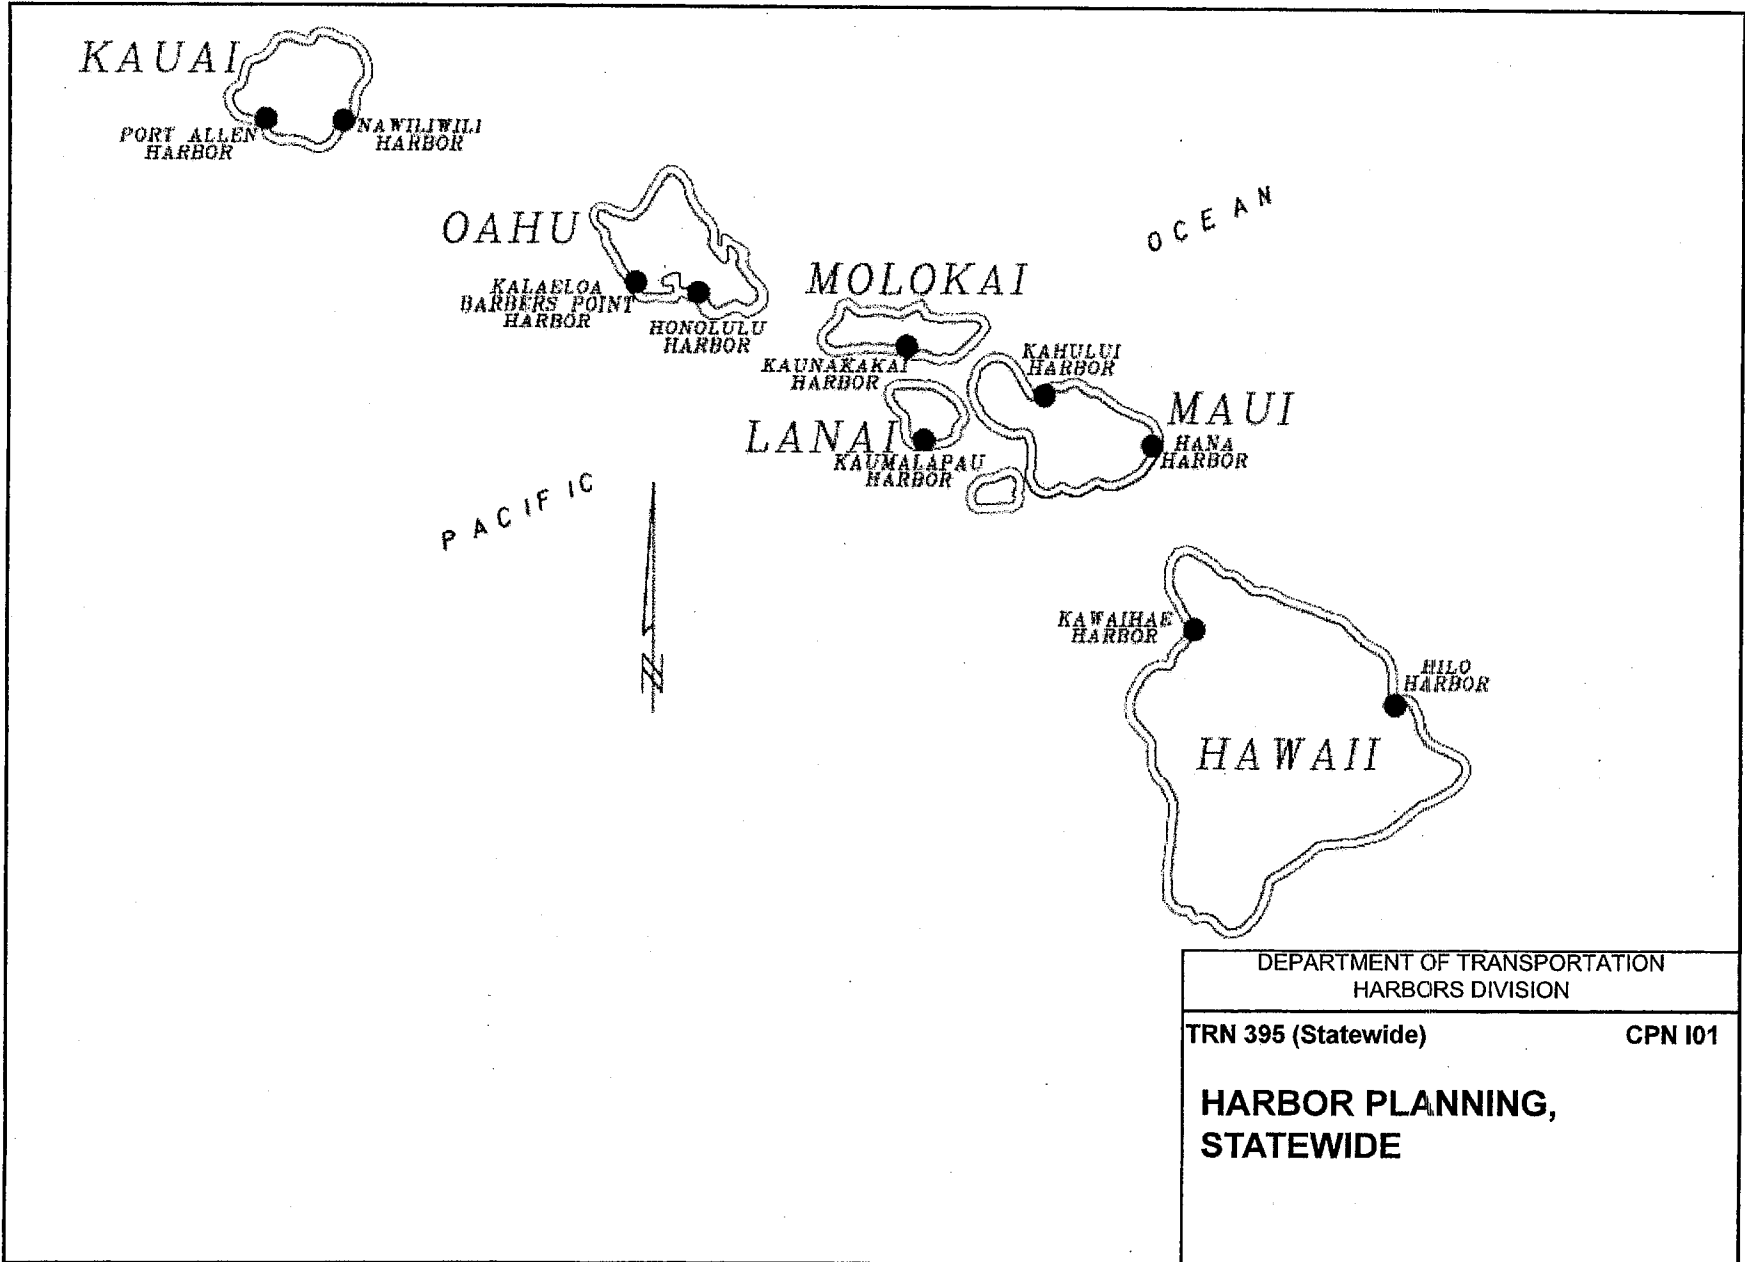 KAUAI
PORT ALLEN
HARBOR
NAWILIWILI
HARBOR
OAHU
KALAELOA
BARBERS POINT
HARBOR
HONOLULU
HARBOR
MOLOKAI
KAUNAKAKAI
HARBOR
OCEAN
KAHULUI
HARBOR
MAUI
HANA
HARBOR
LANAI
KAUMALAPAU
HARBOR
PACIFIC
N
KAWAIHAE
HARBOR
HILO
HARBOR
HAWAII
DEPARTMENT OF TRANSPORTATION
HARBORS DIVISION
TRN 395 (Statewide) CPN I01
HARBOR PLANNING,
STATEWIDE